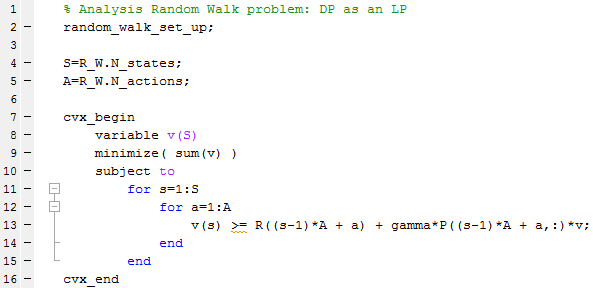 1 % Analysis Random Walk problem: DP as an LP
2 - random_walk_set_up;
3
4 - S=R_W.N_states;
5 - A=R_W.N_actions;
6
7 - cvx_begin
8 - variable v(S)
9 - minimize( sum(v) )
10 - subject to
11 - for s=1:S
12 - for a=1:A
13 - v(s) >= R((s-1)*A + a) + gamma*P((s-1)*A + a,:)*v;
14 - end
15 - end
16 - cvx_end